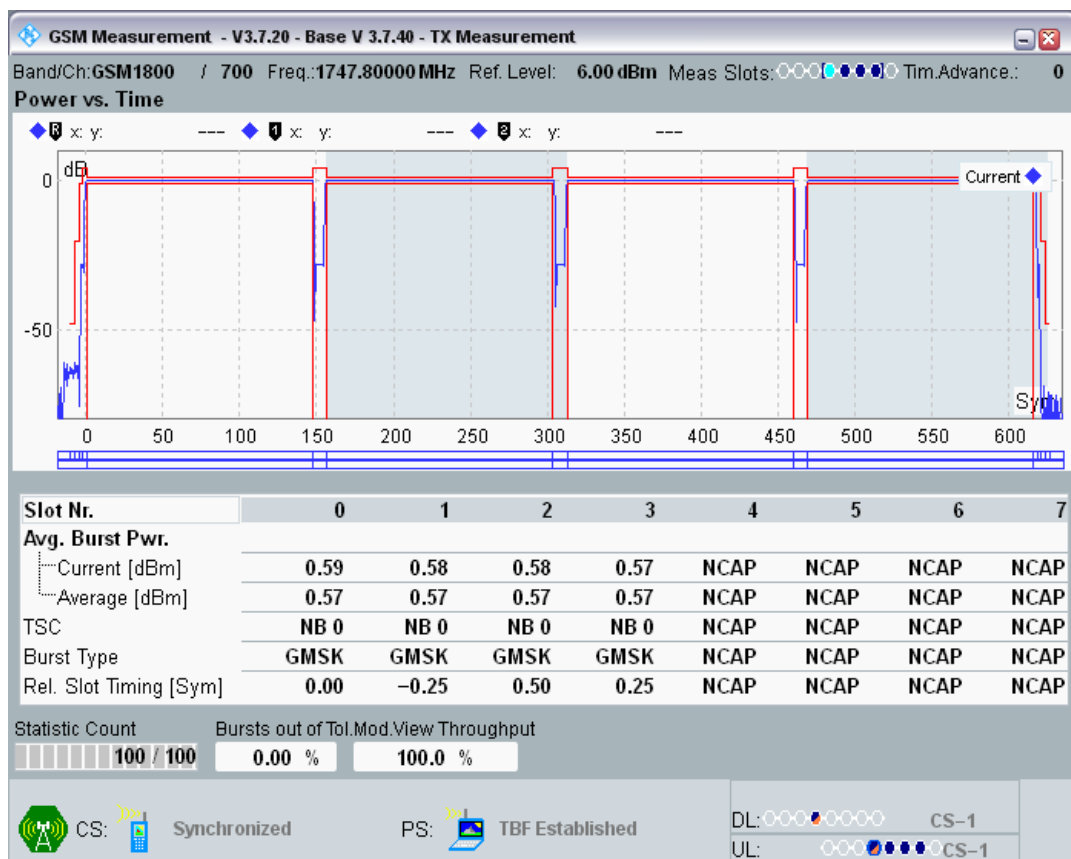 GSM Measurement - V3.7.20 - Base V 3.7.40 - TX Measurement
Band/Ch:GSM1800 / 700 Freq.:1747.80000 MHz Ref. Level: 6.00 dBm Meas Slots: Tim.Advance.: 0
Power vs. Time
R x: y: --- 1 x: y: --- 2 x: y: ---
dB
Current
0
-50
Sym
0 50 100 150 200 250 300 350 400 450 500 550 600
Slot Nr. 0 1 2 3 4 5 6 7
Avg. Burst Pwr.
Current [dBm] 0.59 0.58 0.58 0.57 NCAP NCAP NCAP NCAP
Average [dBm] 0.57 0.57 0.57 0.57 NCAP NCAP NCAP NCAP
TSC NB 0 NB 0 NB 0 NB 0 NCAP NCAP NCAP NCAP
Burst Type GMSK GMSK GMSK GMSK NCAP NCAP NCAP NCAP
Rel. Slot Timing [Sym] 0.00 −0.25 0.50 0.25 NCAP NCAP NCAP NCAP
Statistic Count Bursts out of Tol.Mod.View Throughput
100 / 100 0.00 % 100.0 %
CS: Synchronized PS: TBF Established DL: CS−1
UL: CS−1